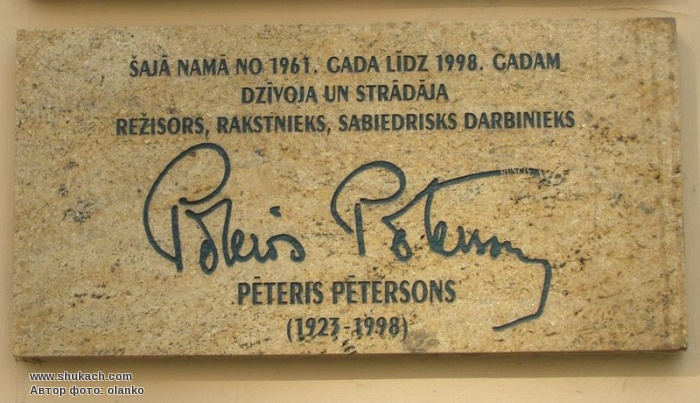 ŠAJĀ NAMĀ NO 1961. GADA LĪDZ 1998. GADAM
DZĪVOJA UN STRĀDĀJA
REŽISORS, RAKSTNIEKS, SABIEDRISKS DARBINIEKS
Pēteris Pētersons
PĒTERIS PĒTERSONS
(1923-1998)
www.shukach.com
Автор фото: olanko